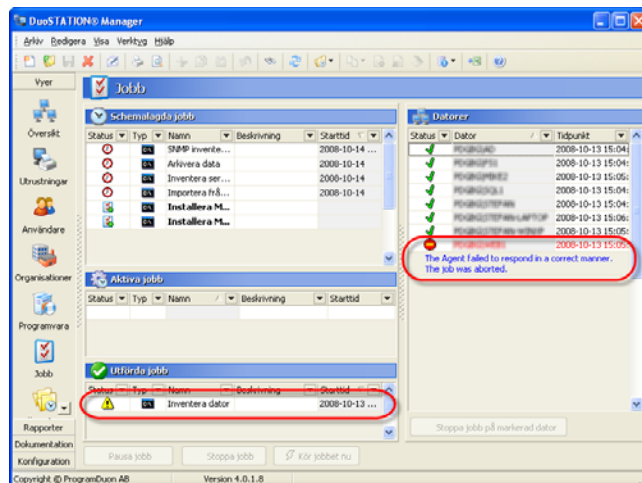 DuoSTATION® Manager
Arkiv Redigera Visa Verktyg Hjälp
Vyer
Översikt
Utrustningar
Användare
Organisationer
Programvara
Jobb
Rapporter
Dokumentation
Konfiguration
Jobb
Schemalagda jobb
Status Typ Namn Beskrivning Starttid
SNMP invente... 2008-10-14 ...
Arkivera data 2008-10-14
Inventera ser... 2008-10-14
Importera frå... 2008-10-14
Installera M...
Installera M...
Aktiva jobb
Status Typ Namn Beskrivning Starttid
Utförda jobb
Status Typ Namn Beskrivning Starttid
Inventera dator 2008-10-13 ...
Pausa jobb Stoppa jobb Kör jobbet nu
Datorer
Status Dator Tidpunkt
2008-10-13 15:04:
2008-10-13 15:04:
2008-10-13 15:05:
2008-10-13 15:04:
2008-10-13 15:04:
2008-10-13 15:06:
2008-10-13 15:05:
2008-10-13 15:05:
The Agent failed to respond in a correct manner.
The job was aborted.
Stoppa jobb på markerad dator
Copyright © ProgramDuon AB Version 4.0.1.8